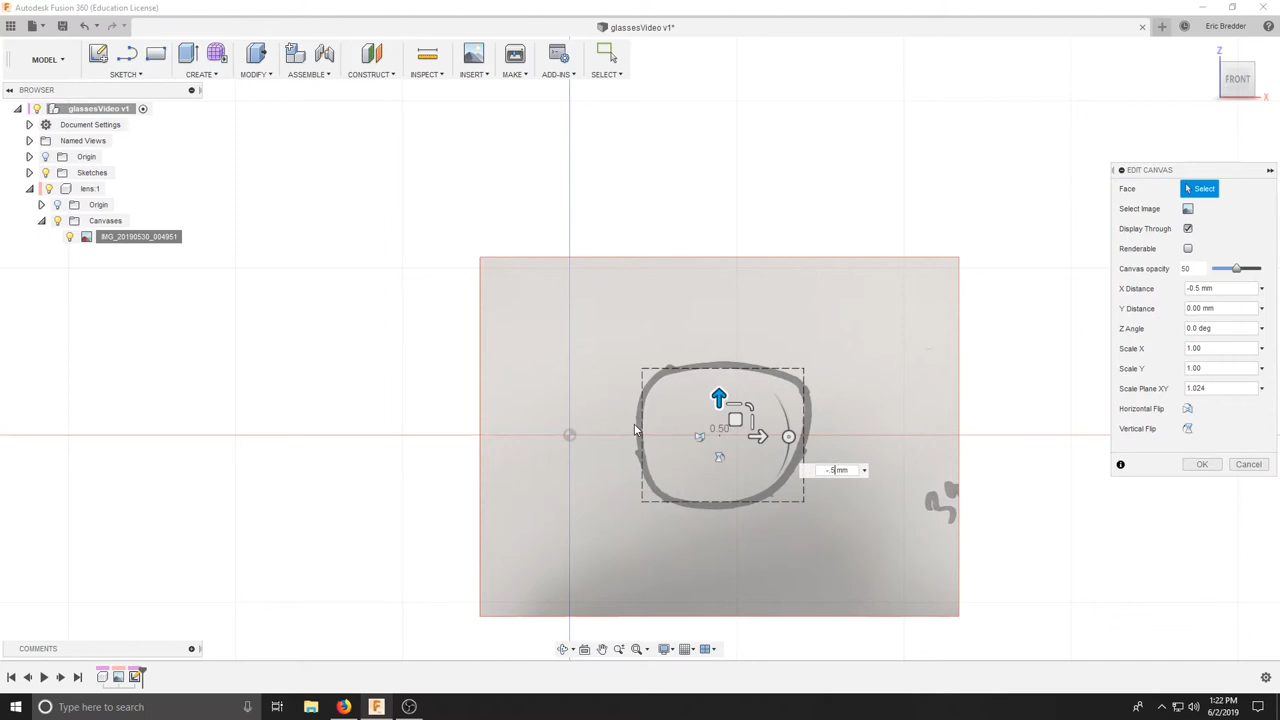 Autodesk Fusion 360 (Education License)
glassesVideo v1*
Eric Bredder
MODEL
SKETCH
CREATE
MODIFY
ASSEMBLE
CONSTRUCT
INSPECT
INSERT
MAKE
ADD-INS
SELECT
Z
FRONT
X
BROWSER
glassesVideo v1
Document Settings
Named Views
Origin
Sketches
lens:1
Origin
Canvases
IMG_20190530_004951
EDIT CANVAS
Face Select
Select Image
Display Through
Renderable
Canvas opacity 50
X Distance -0.5 mm
Y Distance 0.00 mm
Z Angle 0.0 deg
Scale X 1.00
Scale Y 1.00
Scale Plane XY 1.024
Horizontal Flip
Vertical Flip
OK Cancel
0.50
-.5 mm
COMMENTS
Type here to search
1:22 PM
6/2/2019